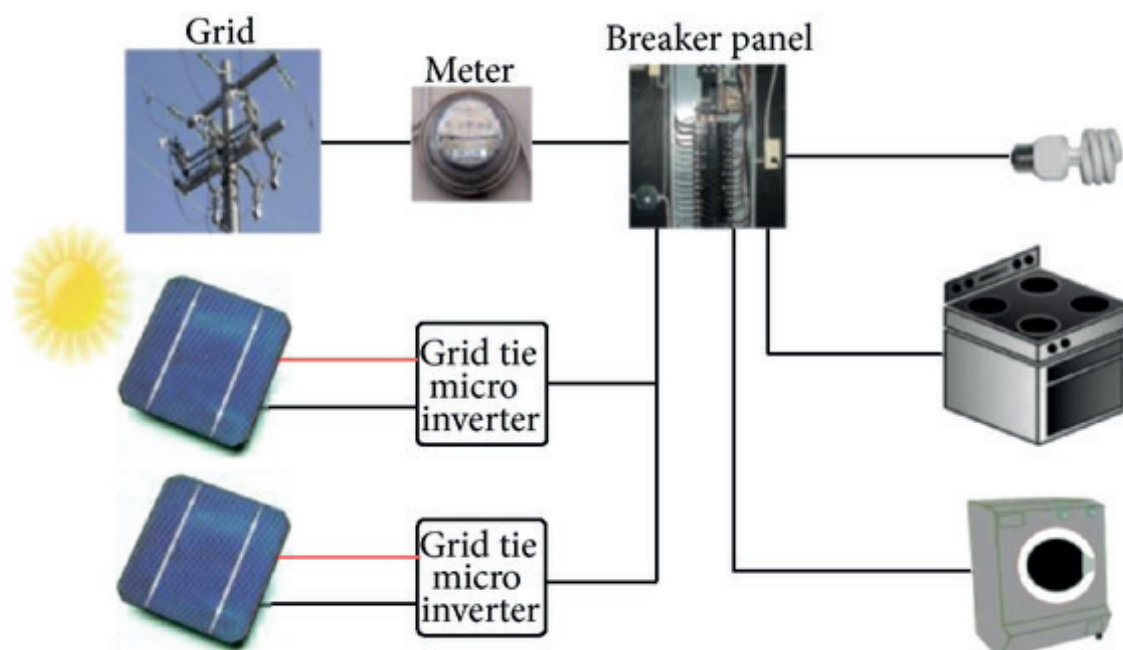 Grid
Meter
Breaker panel
Grid tie
micro
inverter
Grid tie
micro
inverter